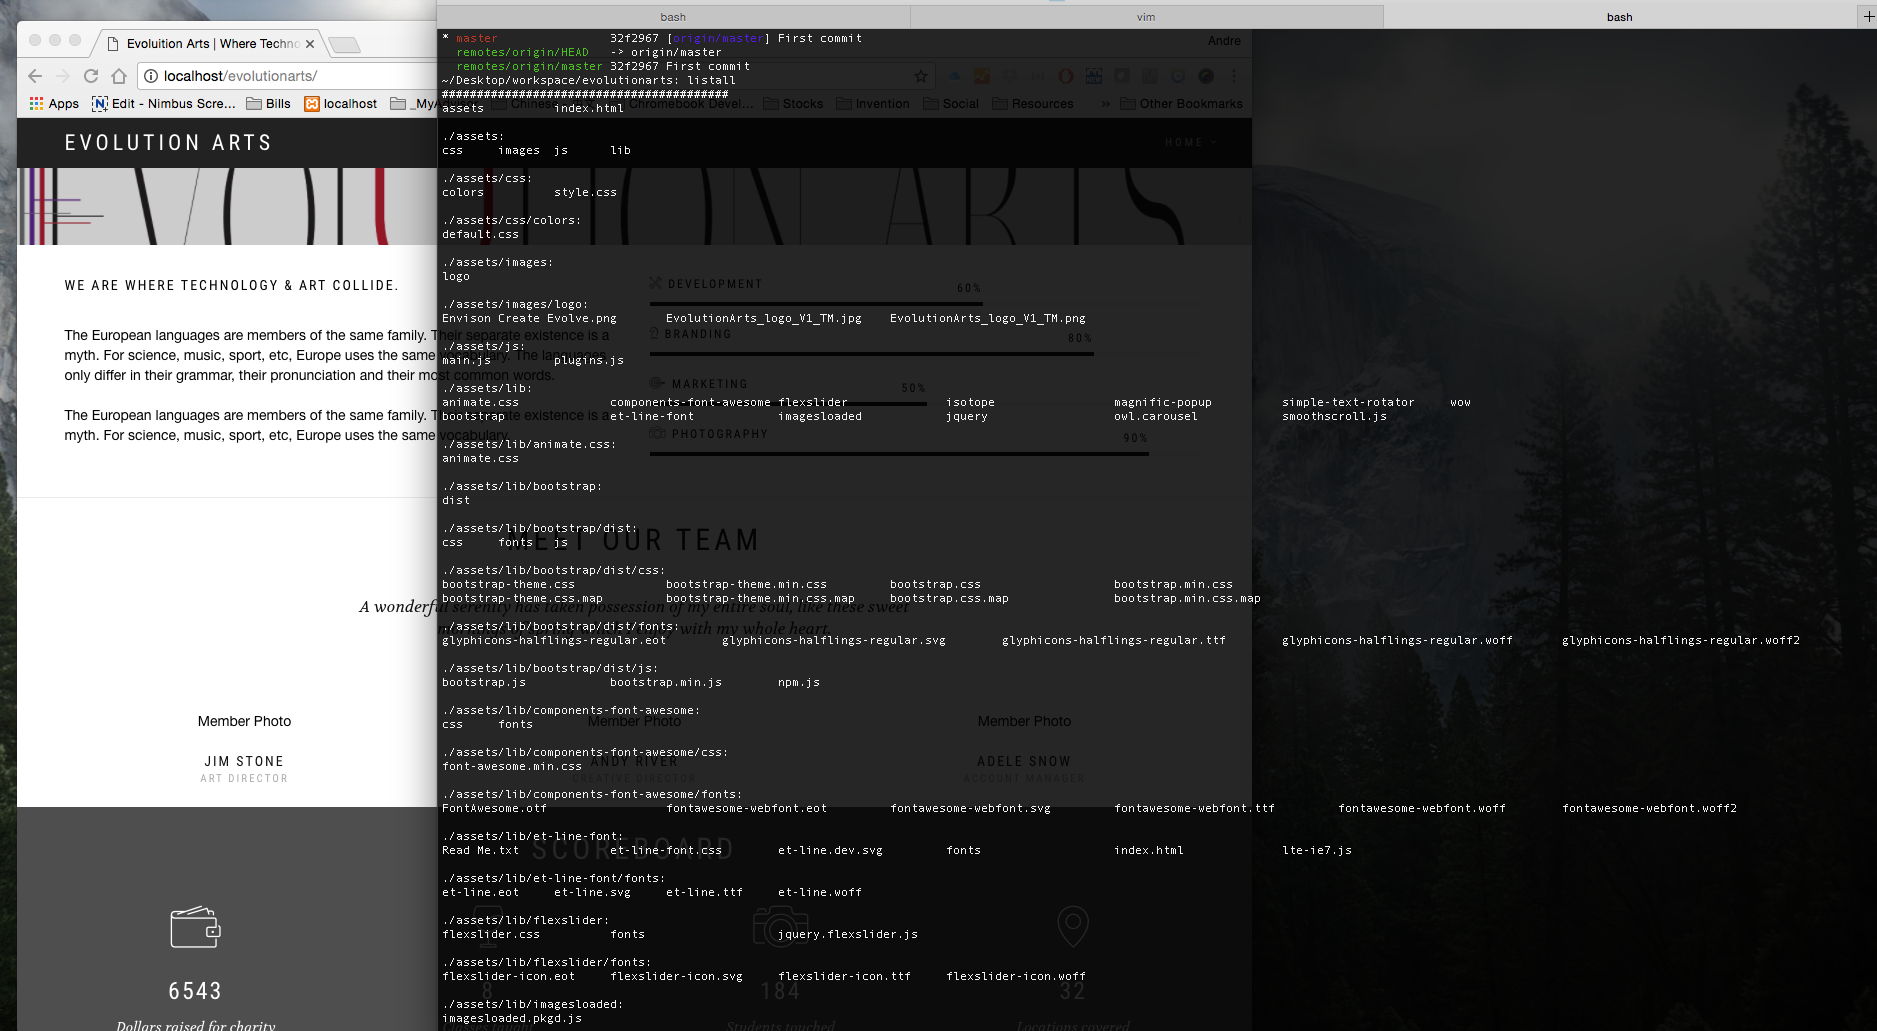 bash
vim
bash
+
Evoluition Arts | Where Techno
Andre
localhost/evolutionarts/
Apps
Edit - Nimbus Scre...
Bills
localhost
_MyAdvisor
Chinese
Chromebook Devel...
Stocks
Invention
Social
Resources
»
Other Bookmarks
EVOLUTION ARTS
HOME
WE ARE WHERE TECHNOLOGY & ART COLLIDE.
The European languages are members of the same family. Their separate existence is a
myth. For science, music, sport, etc, Europe uses the same vocabulary. The languages
only differ in their grammar, their pronunciation and their most common words.
The European languages are members of the same family. Their separate existence is a
myth. For science, music, sport, etc, Europe uses the same vocabulary.
DEVELOPMENT
60%
BRANDING
80%
MARKETING
50%
PHOTOGRAPHY
90%
MEET OUR TEAM
A wonderful serenity has taken possession of my entire soul, like these sweet
mornings of spring which I enjoy with my whole heart.
Member Photo
JIM STONE
ART DIRECTOR
Member Photo
ANDY RIVER
CREATIVE DIRECTOR
Member Photo
ADELE SNOW
ACCOUNT MANAGER
SCOREBOARD
6543
Dollars raised for charity
8
Classes taught
184
Students touched
32
Locations covered
* master 32f2967 [origin/master] First commit
remotes/origin/HEAD -> origin/master
remotes/origin/master 32f2967 First commit
~/Desktop/workspace/evolutionarts: listall
#########################################
assets index.html
./assets:
css images js lib
./assets/css:
colors style.css
./assets/css/colors:
default.css
./assets/images:
logo
./assets/images/logo:
Envison Create Evolve.png EvolutionArts_logo_V1_TM.jpg EvolutionArts_logo_V1_TM.png
./assets/js:
main.js plugins.js
./assets/lib:
animate.css components-font-awesome flexslider isotope magnific-popup simple-text-rotator wow
bootstrap et-line-font imagesloaded jquery owl.carousel smoothscroll.js
./assets/lib/animate.css:
animate.css
./assets/lib/bootstrap:
dist
./assets/lib/bootstrap/dist:
css fonts js
./assets/lib/bootstrap/dist/css:
bootstrap-theme.css bootstrap-theme.min.css bootstrap.css bootstrap.min.css
bootstrap-theme.css.map bootstrap-theme.min.css.map bootstrap.css.map bootstrap.min.css.map
./assets/lib/bootstrap/dist/fonts:
glyphicons-halflings-regular.eot glyphicons-halflings-regular.svg glyphicons-halflings-regular.ttf glyphicons-halflings-regular.woff glyphicons-halflings-regular.woff2
./assets/lib/bootstrap/dist/js:
bootstrap.js bootstrap.min.js npm.js
./assets/lib/components-font-awesome:
css fonts
./assets/lib/components-font-awesome/css:
font-awesome.min.css
./assets/lib/components-font-awesome/fonts:
FontAwesome.otf fontawesome-webfont.eot fontawesome-webfont.svg fontawesome-webfont.ttf fontawesome-webfont.woff fontawesome-webfont.woff2
./assets/lib/et-line-font:
Read Me.txt et-line-font.css et-line.dev.svg fonts index.html lte-ie7.js
./assets/lib/et-line-font/fonts:
et-line.eot et-line.svg et-line.ttf et-line.woff
./assets/lib/flexslider:
flexslider.css fonts jquery.flexslider.js
./assets/lib/flexslider/fonts:
flexslider-icon.eot flexslider-icon.svg flexslider-icon.ttf flexslider-icon.woff
./assets/lib/imagesloaded:
imagesloaded.pkgd.js